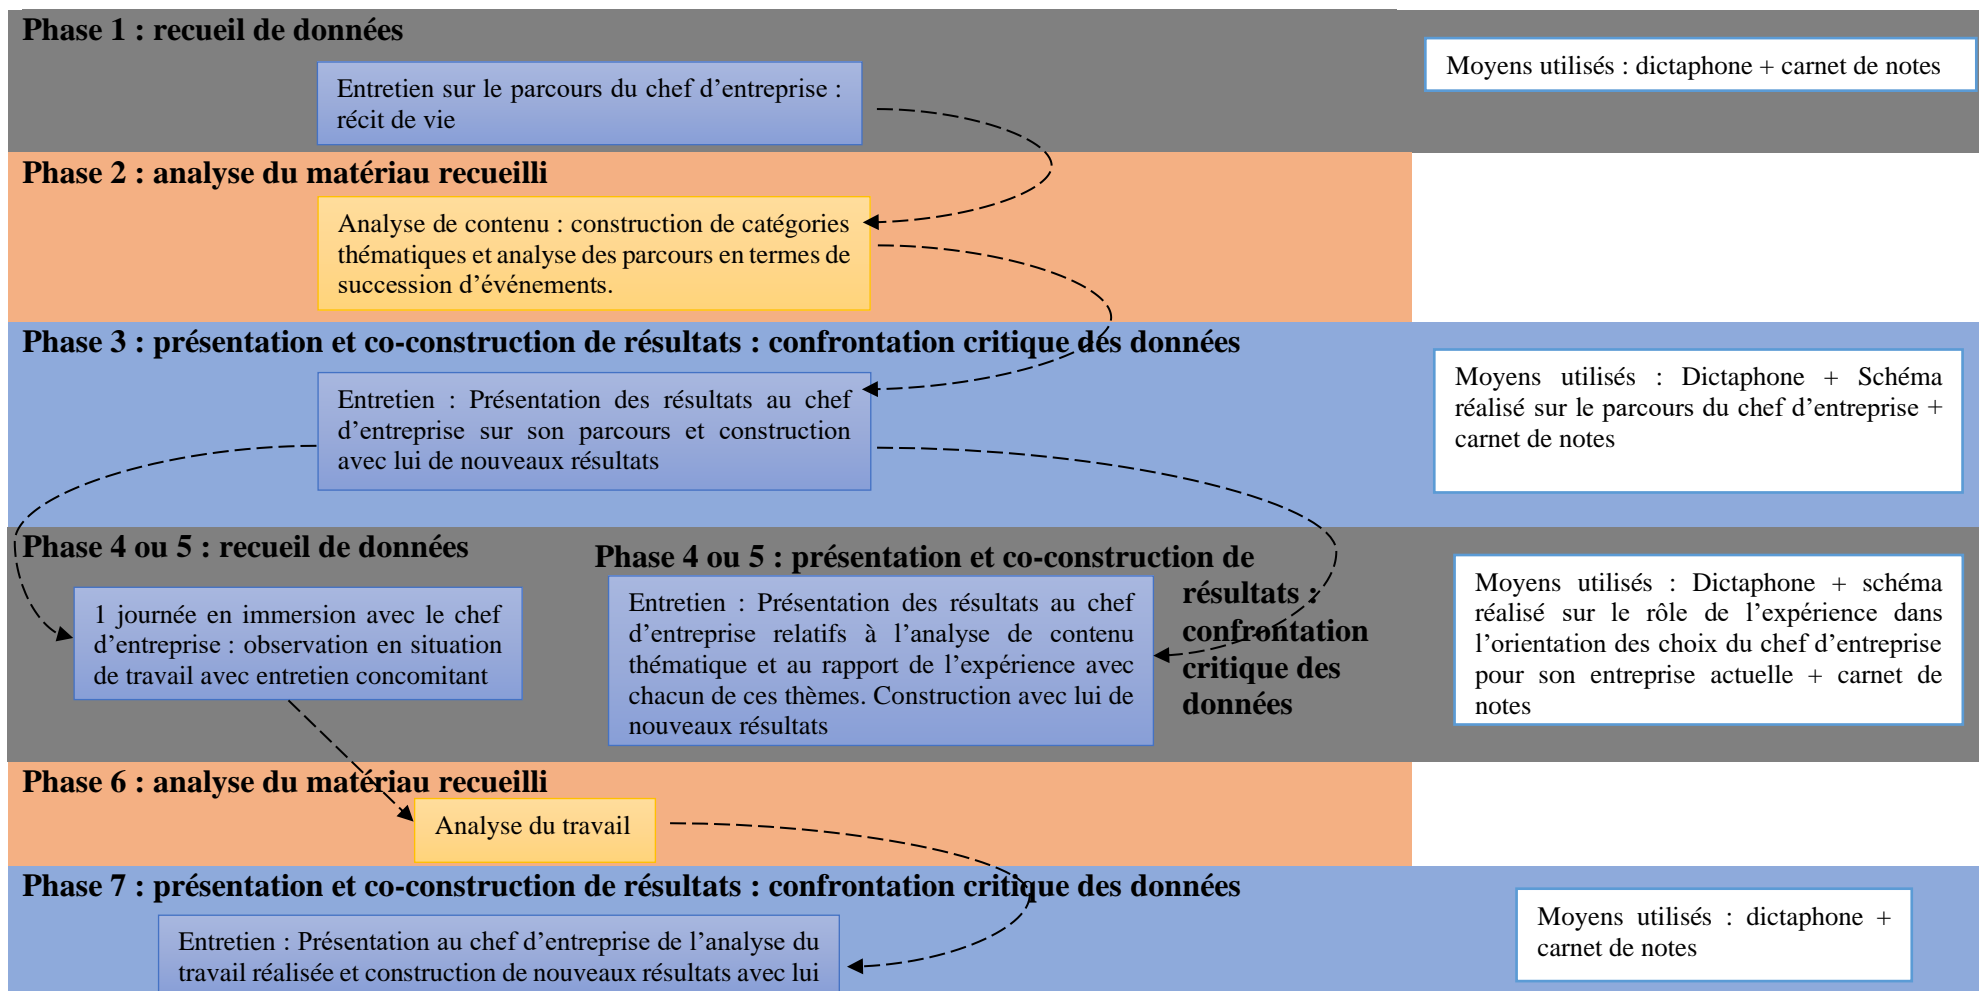 Phase 1 : recueil de données
Moyens utilisés : dictaphone + carnet de notes
Entretien sur le parcours du chef d’entreprise :
récit de vie
Phase 2 : analyse du matériau recueilli
Analyse de contenu : construction de catégories
thématiques et analyse des parcours en termes de
succession d’événements.
Phase 3 : présentation et co-construction de résultats : confrontation critique des données
Entretien : Présentation des résultats au chef
d’entreprise sur son parcours et construction
avec lui de nouveaux résultats
Moyens utilisés : Dictaphone + Schéma
réalisé sur le parcours du chef d’entreprise +
carnet de notes
Phase 4 ou 5 : recueil de données
1 journée en immersion avec le chef
d’entreprise : observation en situation
de travail avec entretien concomitant
Phase 4 ou 5 : présentation et co-construction de
résultats :
confrontation
critique des
données
Entretien : Présentation des résultats au chef
d’entreprise relatifs à l’analyse de contenu
thématique et au rapport de l’expérience avec
chacun de ces thèmes. Construction avec lui de
nouveaux résultats
Moyens utilisés : Dictaphone + schéma
réalisé sur le rôle de l’expérience dans
l’orientation des choix du chef d’entreprise
pour son entreprise actuelle + carnet de
notes
Phase 6 : analyse du matériau recueilli
Analyse du travail
Phase 7 : présentation et co-construction de résultats : confrontation critique des données
Entretien : Présentation au chef d’entreprise de l’analyse du
travail réalisée et construction de nouveaux résultats avec lui
Moyens utilisés : dictaphone +
carnet de notes